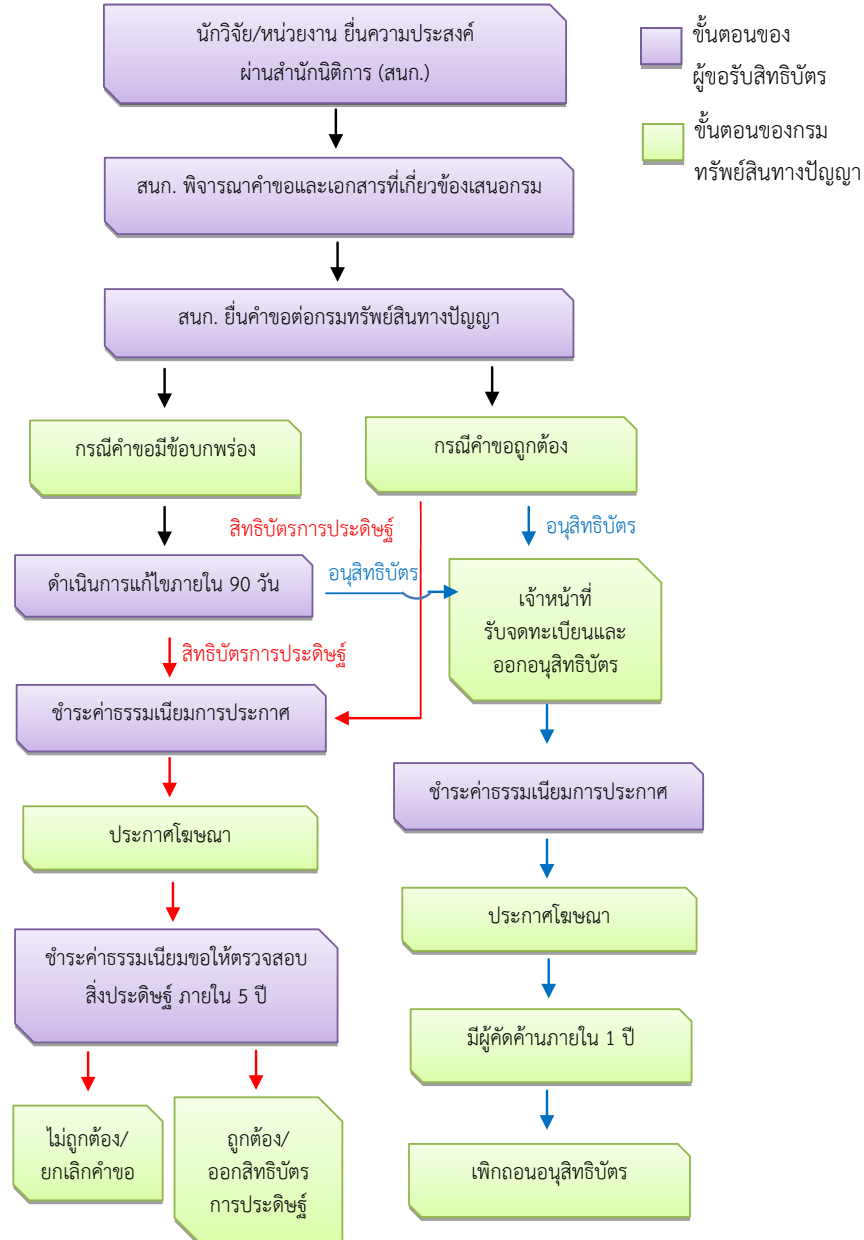 นักวิจัย/หน่วยงาน ยื่นความประสงค์
ผ่านสำนักนิติการ (สนก.)
ขั้นตอนของ
ผู้ขอรับสิทธิบัตร
ขั้นตอนของกรม
ทรัพย์สินทางปัญญา
สนก. พิจารณาคำขอและเอกสารที่เกี่ยวข้องเสนอกรม
สนก. ยื่นคำขอต่อกรมทรัพย์สินทางปัญญา
กรณีคำขอมีข้อบกพร่อง
กรณีคำขอถูกต้อง
สิทธิบัตรการประดิษฐ์
อนุสิทธิบัตร
ดำเนินการแก้ไขภายใน 90 วัน
อนุสิทธิบัตร
เจ้าหน้าที่
รับจดทะเบียนและ
ออกอนุสิทธิบัตร
สิทธิบัตรการประดิษฐ์
ชำระค่าธรรมเนียมการประกาศ
ชำระค่าธรรมเนียมการประกาศ
ประกาศโฆษณา
ประกาศโฆษณา
ชำระค่าธรรมเนียมขอให้ตรวจสอบ
สิ่งประดิษฐ์ ภายใน 5 ปี
มีผู้คัดค้านภายใน 1 ปี
ไม่ถูกต้อง/
ยกเลิกคำขอ
ถูกต้อง/
ออกสิทธิบัตร
การประดิษฐ์
เพิกถอนอนุสิทธิบัตร